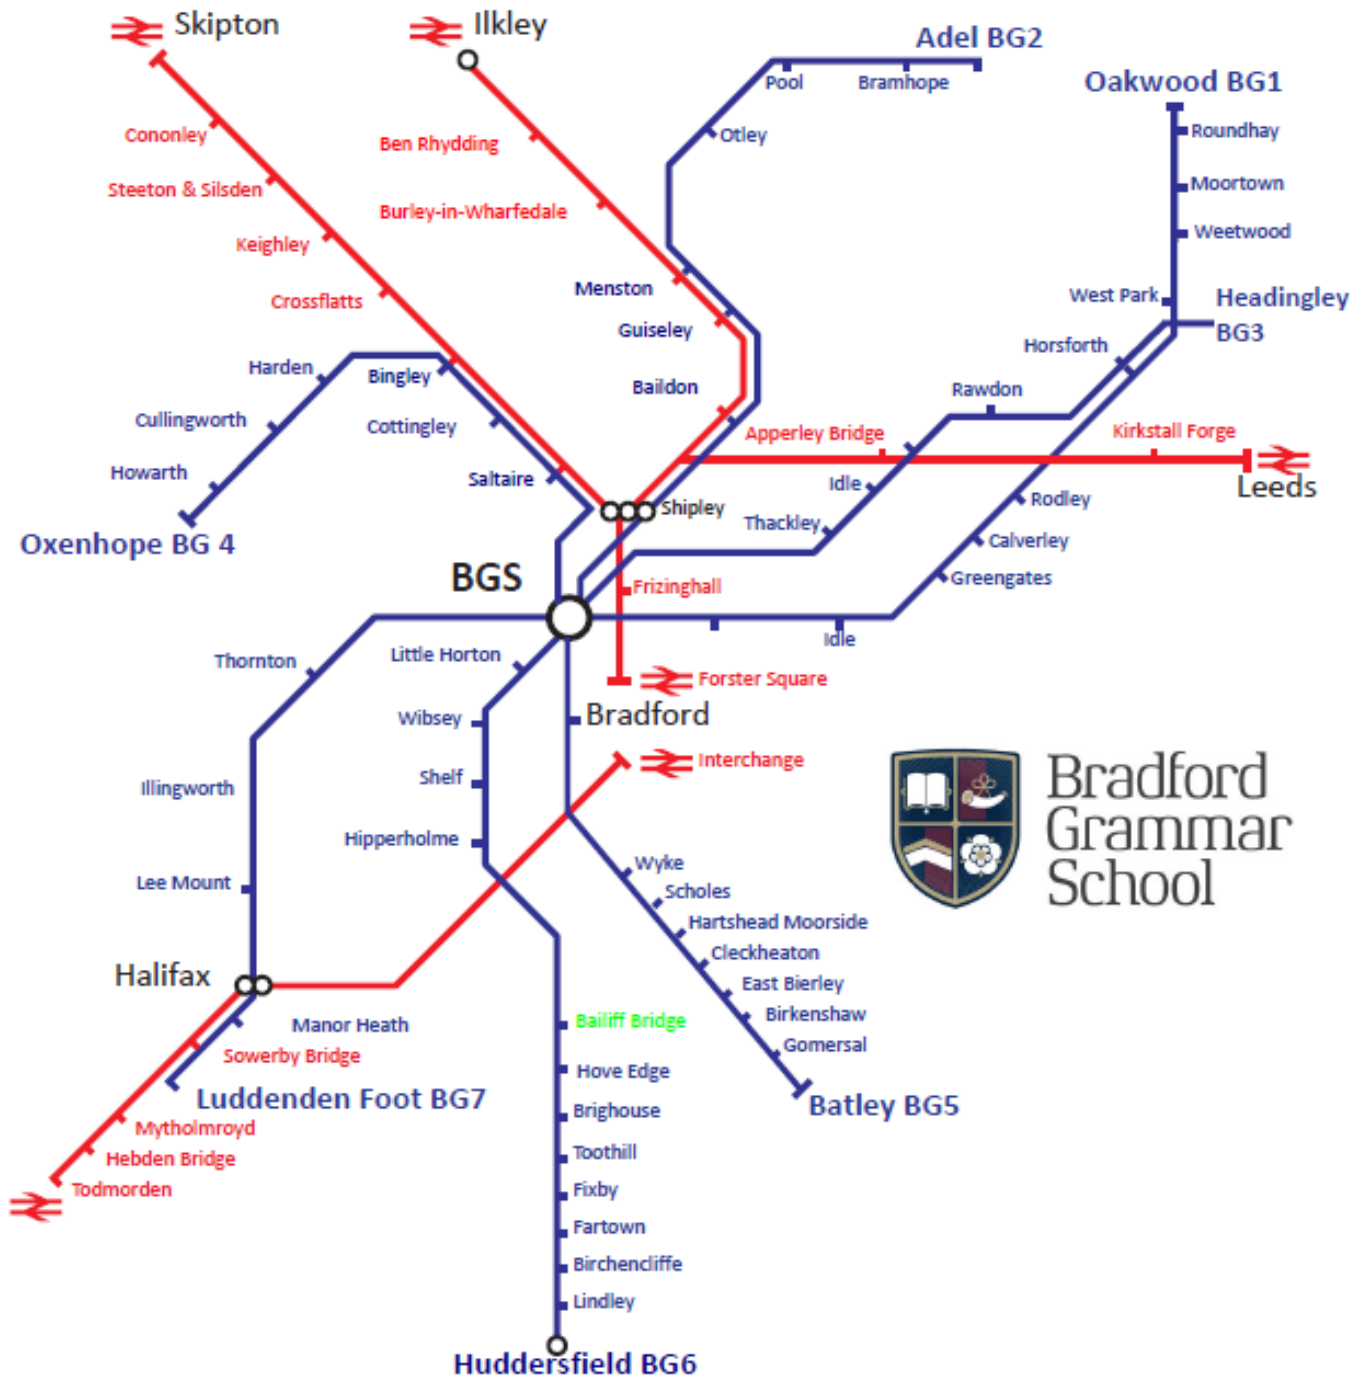 Skipton
Ilkley
Adel BG2
Pool
Bramhope
Oakwood BG1
Roundhay
Otley
Cononley
Ben Rhydding
Moortown
Steeton & Silsden
Burley-in-Wharfedale
Weetwood
Keighley
Menston
West Park
Headingley
BG3
Crossflatts
Guiseley
Horsforth
Harden
Bingley
Baildon
Rawdon
Cullingworth
Cottingley
Apperley Bridge
Kirkstall Forge
Howarth
Saltaire
Idle
Leeds
Rodley
Shipley
Thackley
Oxenhope BG 4
Calverley
BGS
Frizinghall
Greengates
Idle
Thornton
Little Horton
Forster Square
Wibsey
Bradford
Interchange
Shelf
Illingworth
Bradford
Grammar
School
Hipperholme
Wyke
Lee Mount
Scholes
Hartshead Moorside
Cleckheaton
Halifax
East Bierley
Birkenshaw
Manor Heath
Bailiff Bridge
Gomersal
Sowerby Bridge
Hove Edge
Luddenden Foot BG7
Brighouse
Batley BG5
Mytholmroyd
Hebden Bridge
Toothill
Todmorden
Fixby
Fartown
Birchencliffe
Lindley
Huddersfield BG6